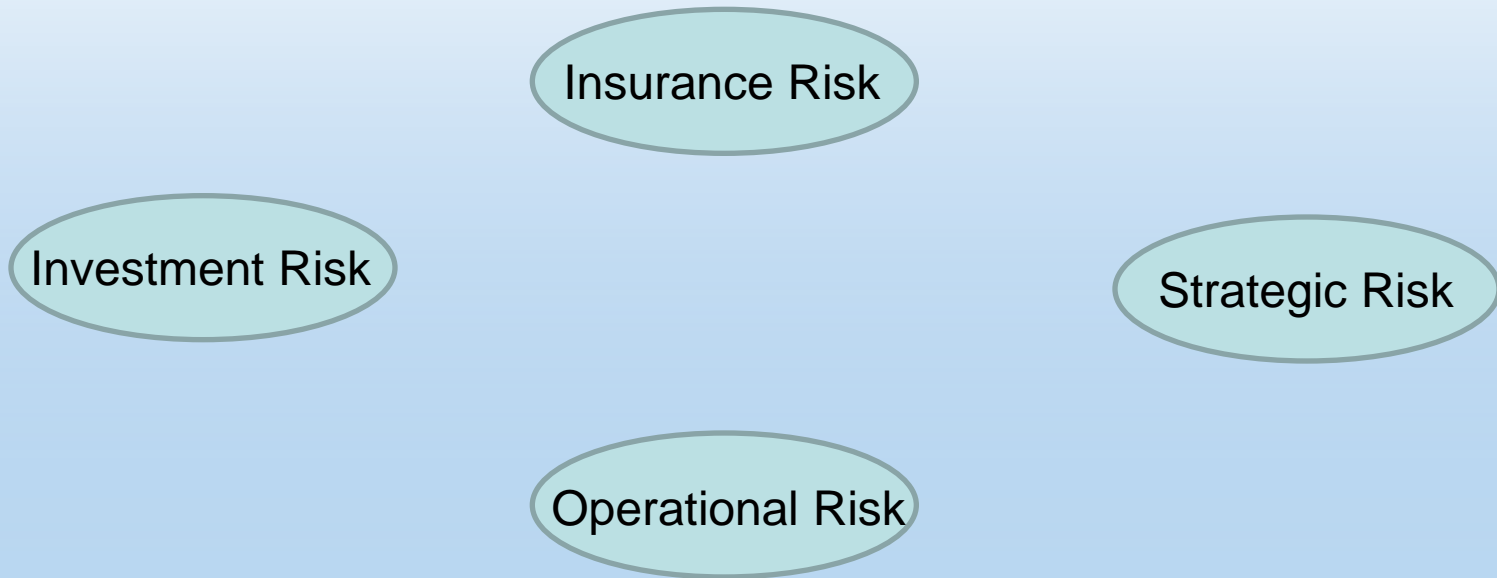 Insurance Risk
Investment Risk
Strategic Risk
Operational Risk